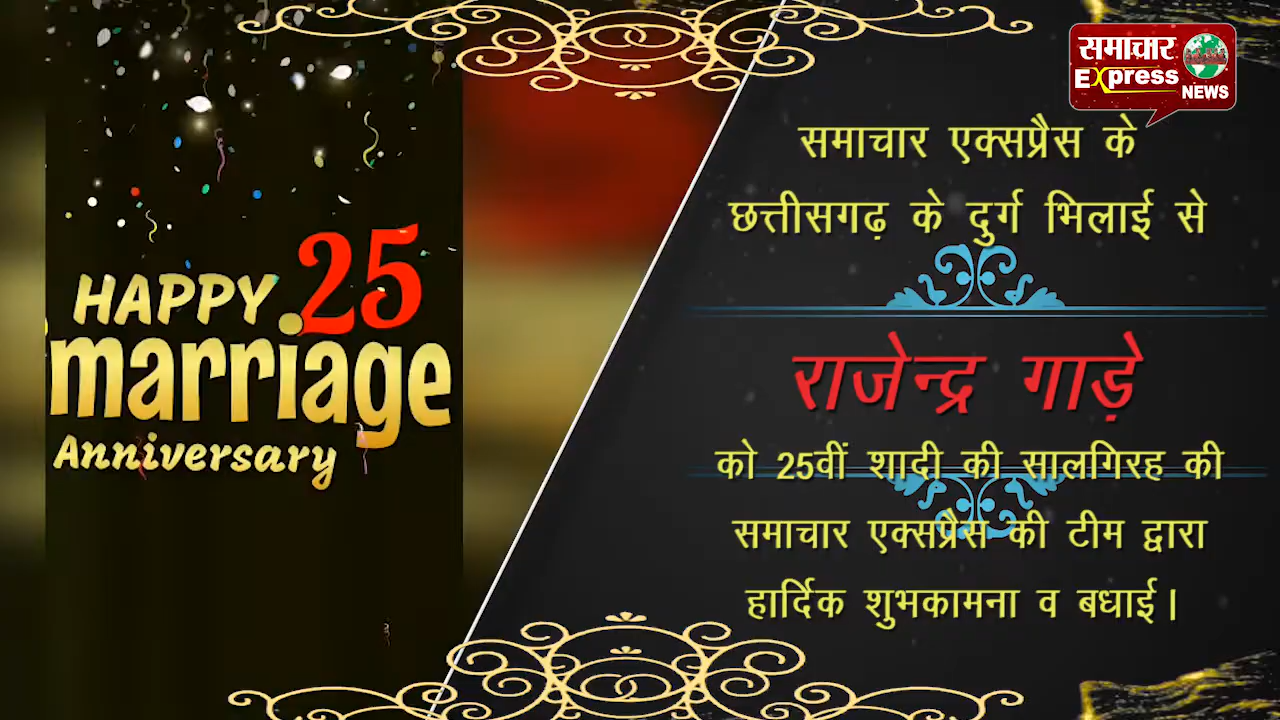 HAPPY 25
marriage
Anniversary
समाचार
Express
NEWS
समाचार एक्सप्रैस के
छत्तीसगढ़ के दुर्ग भिलाई से
राजेन्द्र गाड़े
को 25वीं शादी की सालगिरह की
समाचार एक्सप्रैस की टीम द्वारा
हार्दिक शुभकामना व बधाई।